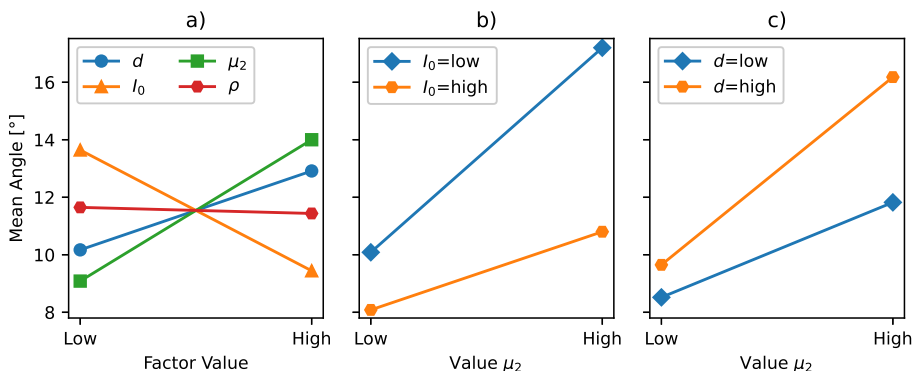 a)
b)
c)
Mean Angle [°]
16
14
12
10
8
d
I₀
μ₂
ρ
Low
High
Factor Value
I₀=low
I₀=high
Low
High
Value μ₂
d=low
d=high
Low
High
Value μ₂